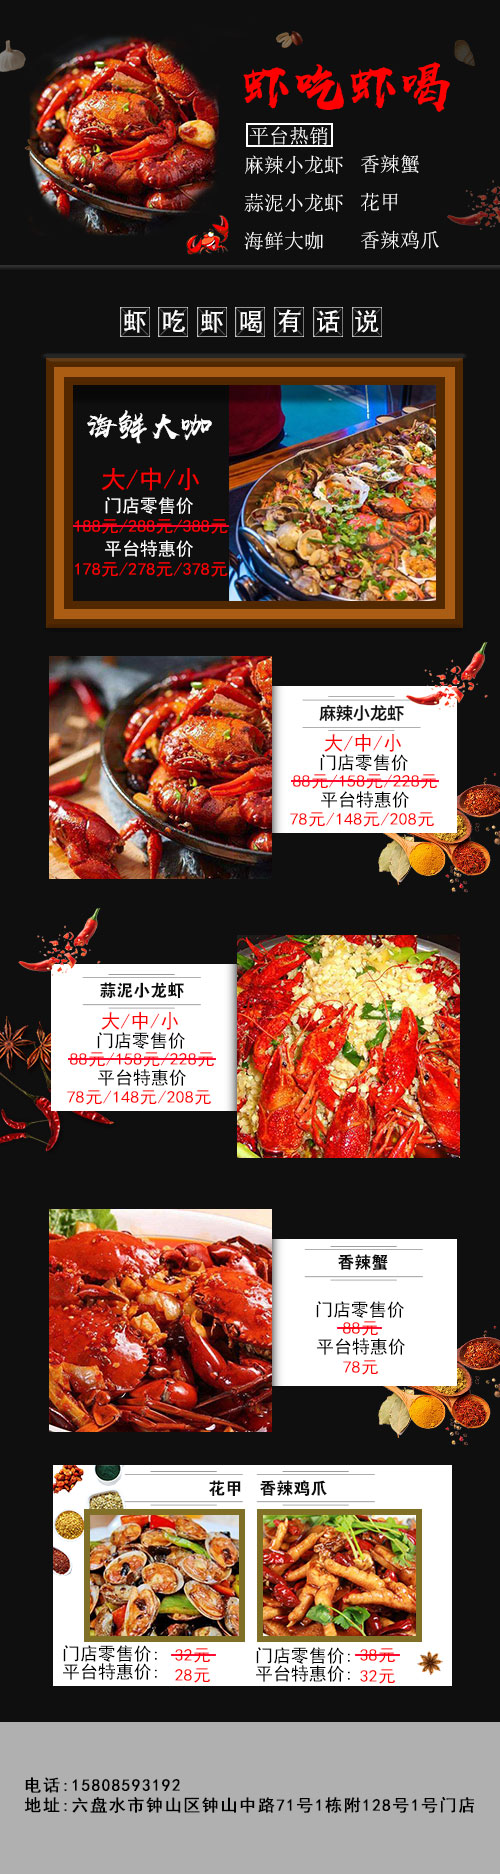 虾吃虾喝
平台热销
麻辣小龙虾 香辣蟹
蒜泥小龙虾 花甲
海鲜大咖 香辣鸡爪
虾吃虾喝有话说
海鲜大咖
大/中/小
门店零售价
188元/288元/388元
平台特惠价
178元/278元/378元
麻辣小龙虾
大/中/小
门店零售价
88元/158元/228元
平台特惠价
78元/148元/208元
蒜泥小龙虾
大/中/小
门店零售价
88元/158元/228元
平台特惠价
78元/148元/208元
香辣蟹
门店零售价
88元
平台特惠价
78元
花甲 香辣鸡爪
门店零售价: 32元 门店零售价: 38元
平台特惠价: 28元 平台特惠价: 32元
电话:15808593192
地址:六盘水市钟山区钟山中路71号1栋附128号1号门店